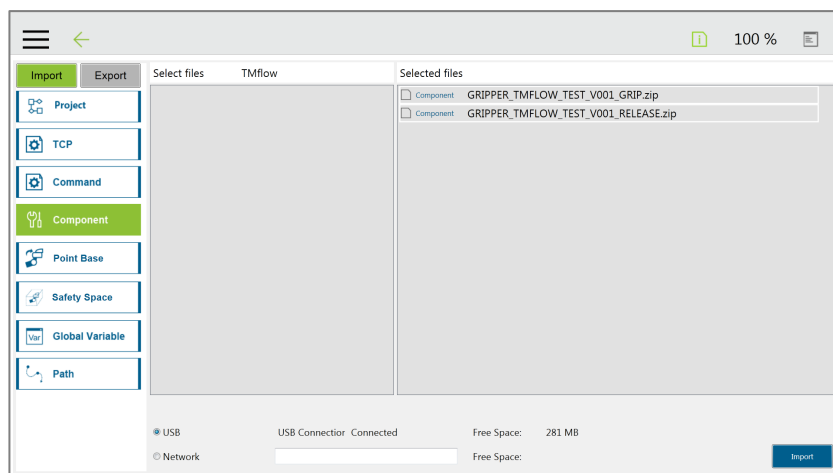 100 %
Import Export Select files TMflow Selected files
Component GRIPPER_TMFLOW_TEST_V001_GRIP.zip
Project
Component GRIPPER_TMFLOW_TEST_V001_RELEASE.zip
TCP
Command
Component
Point Base
Safety Space
Var Global Variable
Path
USB USB Connectior Connected Free Space: 281 MB
Network Free Space: Import